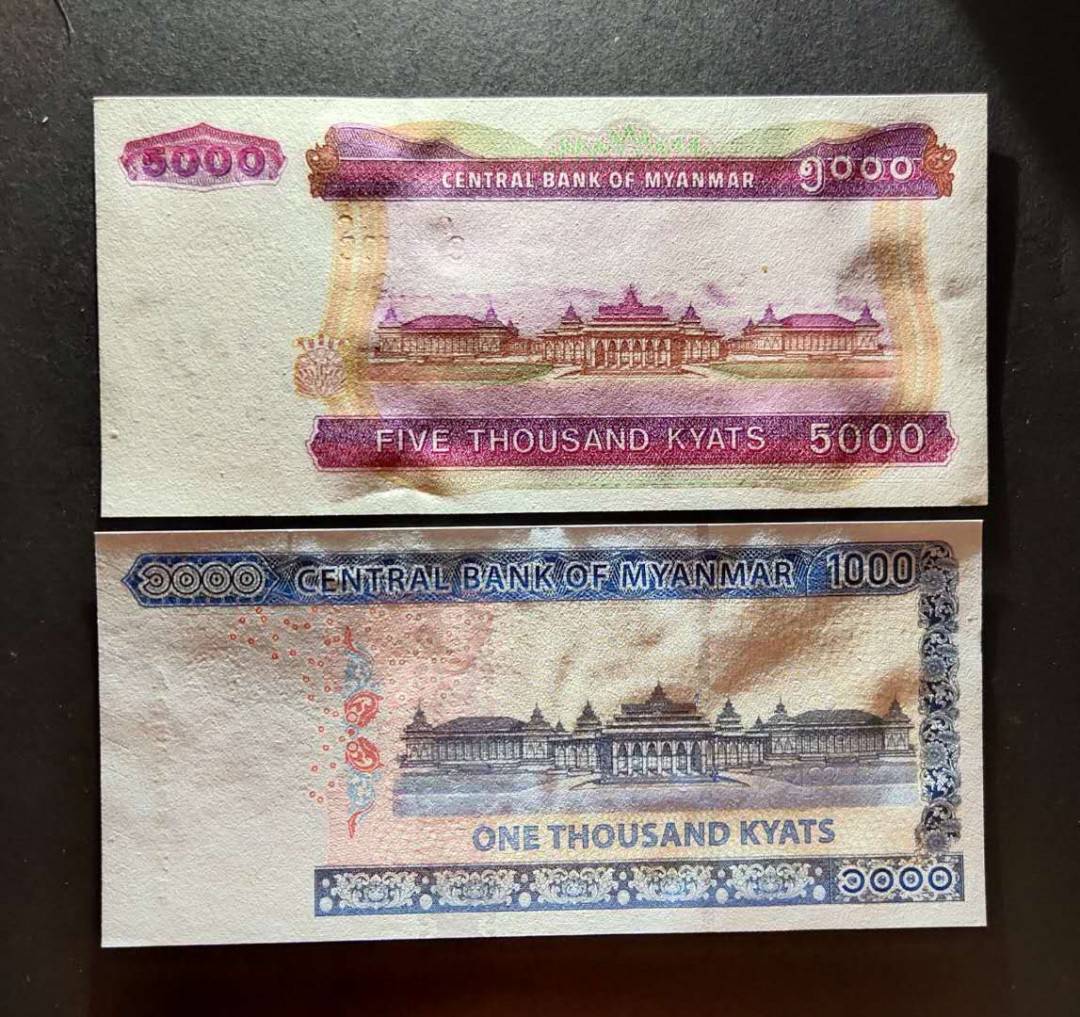 5000
CENTRAL BANK OF MYANMAR ၅၀၀၀
FIVE THOUSAND KYATS 5000
၁၀၀၀ CENTRAL BANK OF MYANMAR 1000
ONE THOUSAND KYATS
၁၀၀၀